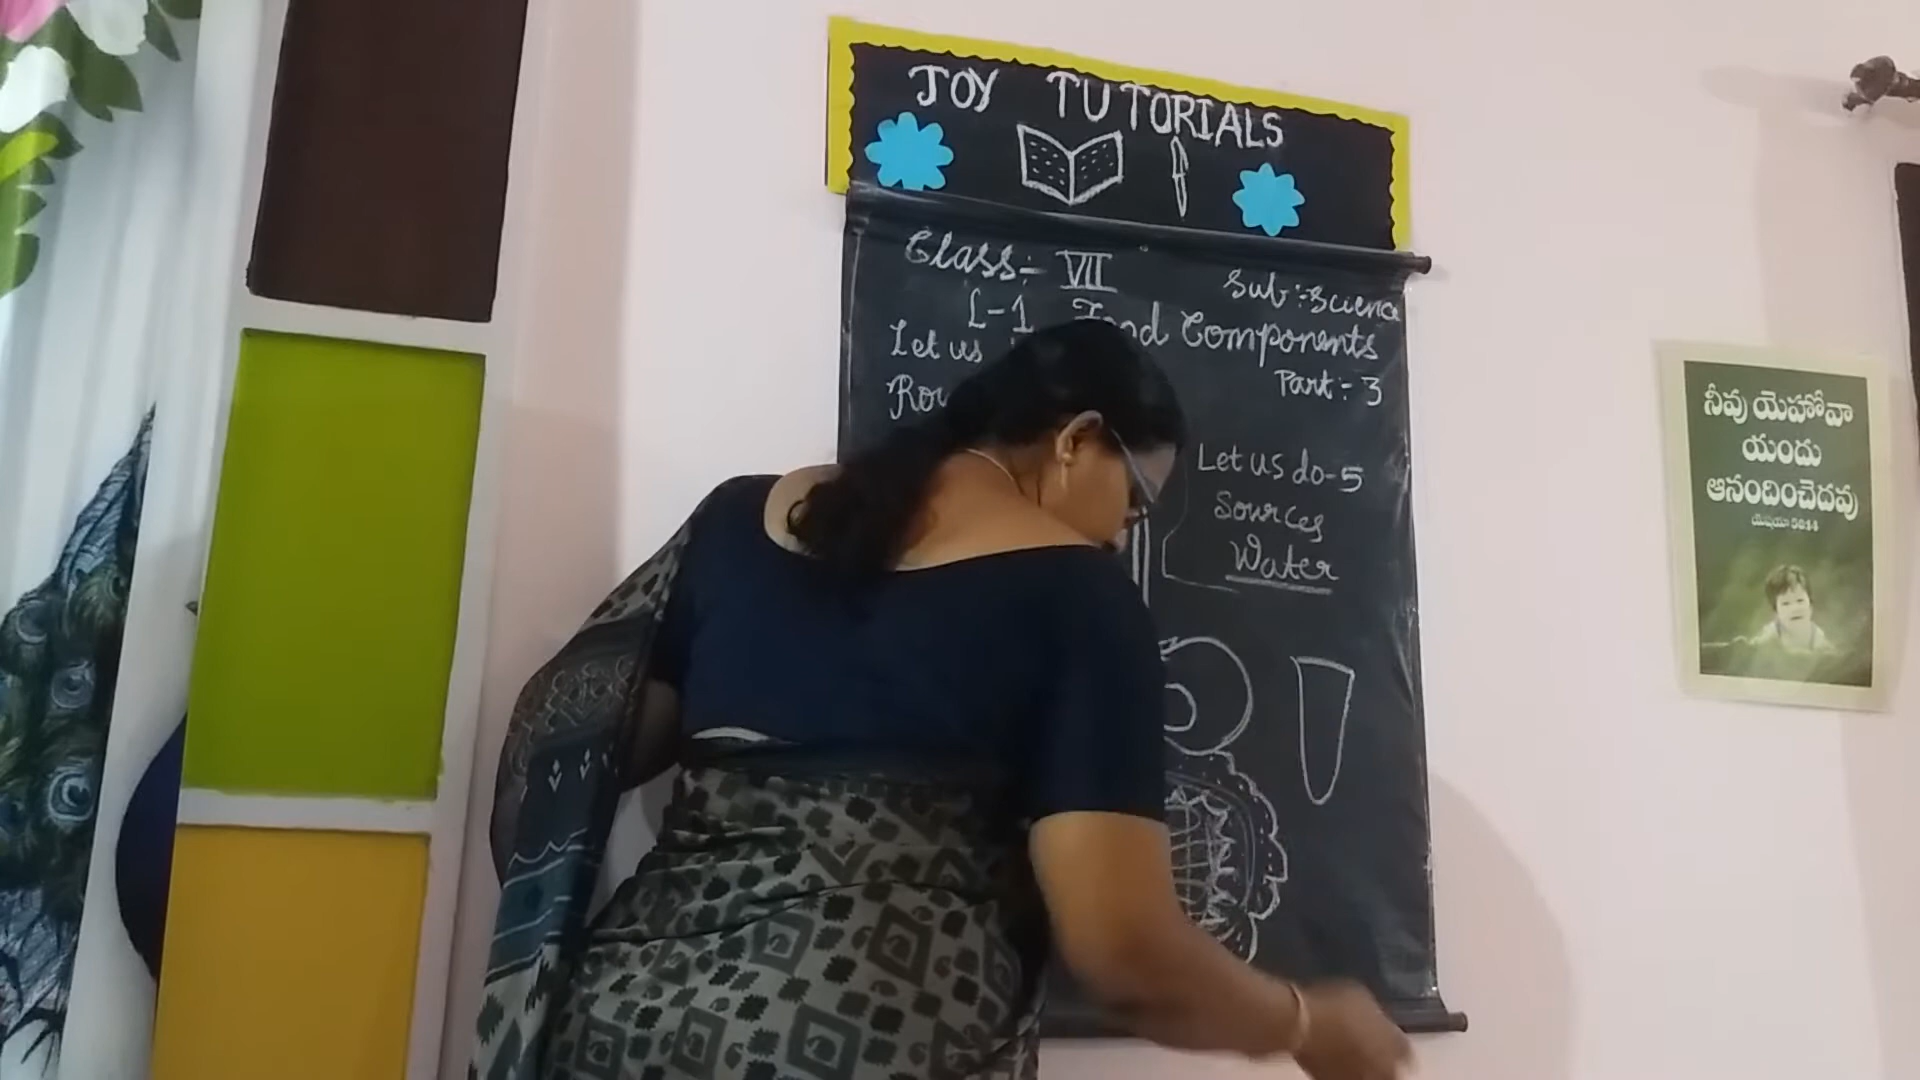 JOY TUTORIALS
Class:- VII
Sub:-Science
L-1 Food Components
Let us
Part:- 3
Let us do-5
Sources
Water
నీవు యెహోవా
యందు
ఆనందించెదవు